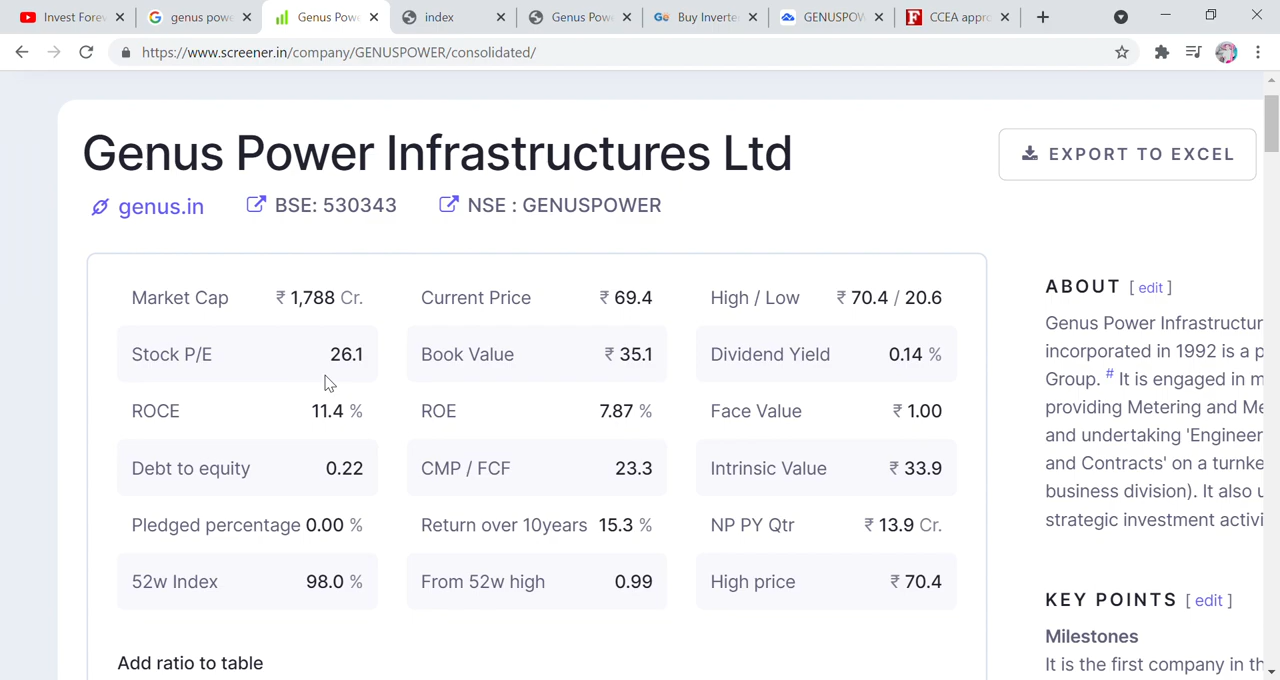 Invest Forev
genus powe
Genus Powe
index
Genus Powe
Buy Inverte
GENUSPOW
CCEA appro
https://www.screener.in/company/GENUSPOWER/consolidated/
Genus Power Infrastructures Ltd
EXPORT TO EXCEL
genus.in BSE: 530343 NSE : GENUSPOWER
Market Cap ₹ 1,788 Cr. Current Price ₹ 69.4 High / Low ₹ 70.4 / 20.6
Stock P/E 26.1 Book Value ₹ 35.1 Dividend Yield 0.14 %
ROCE 11.4 % ROE 7.87 % Face Value ₹ 1.00
Debt to equity 0.22 CMP / FCF 23.3 Intrinsic Value ₹ 33.9
Pledged percentage 0.00 % Return over 10years 15.3 % NP PY Qtr ₹ 13.9 Cr.
52w Index 98.0 % From 52w high 0.99 High price ₹ 70.4
Add ratio to table
ABOUT [ edit ]
Genus Power Infrastructur
incorporated in 1992 is a p
Group. # It is engaged in m
providing Metering and Me
and undertaking 'Engineer
and Contracts' on a turnke
business division). It also u
strategic investment activi
KEY POINTS [ edit ]
Milestones
It is the first company in th